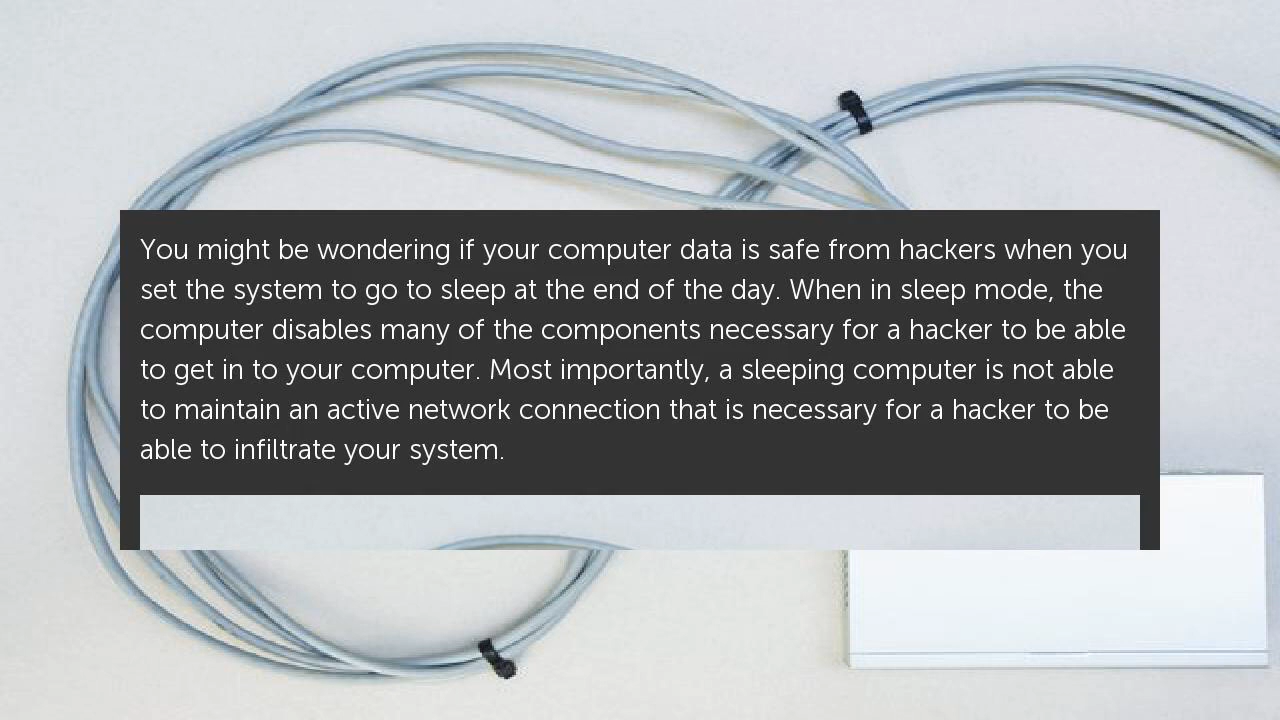 You might be wondering if your computer data is safe from hackers when you
set the system to go to sleep at the end of the day. When in sleep mode, the
computer disables many of the components necessary for a hacker to be able
to get in to your computer. Most importantly, a sleeping computer is not able
to maintain an active network connection that is necessary for a hacker to be
able to infiltrate your system.